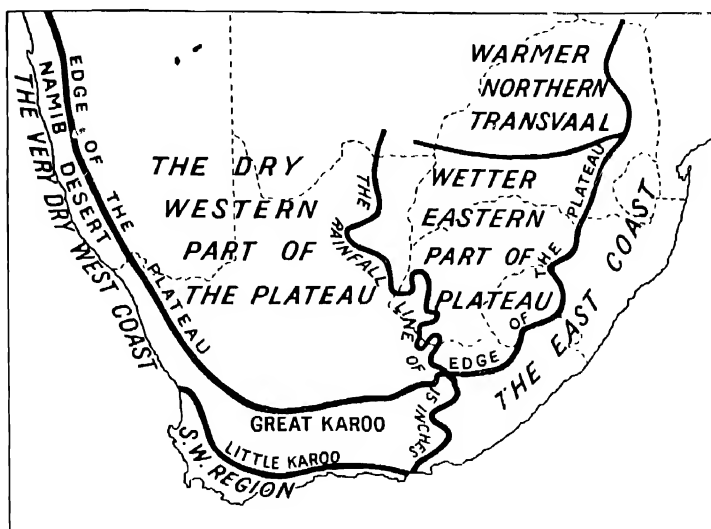 WARMER
NORTHERN
TRANSVAAL
EDGE OF THE PLATEAU
NAMIB DESERT
THE VERY DRY WEST COAST
THE DRY
WESTERN
PART OF
THE PLATEAU
THE RAINFALL LINE OF 15 INCHES
WETTER
EASTERN
PART OF
PLATEAU
EDGE OF THE PLATEAU
THE EAST COAST
GREAT KAROO
LITTLE KAROO
S.W. REGION